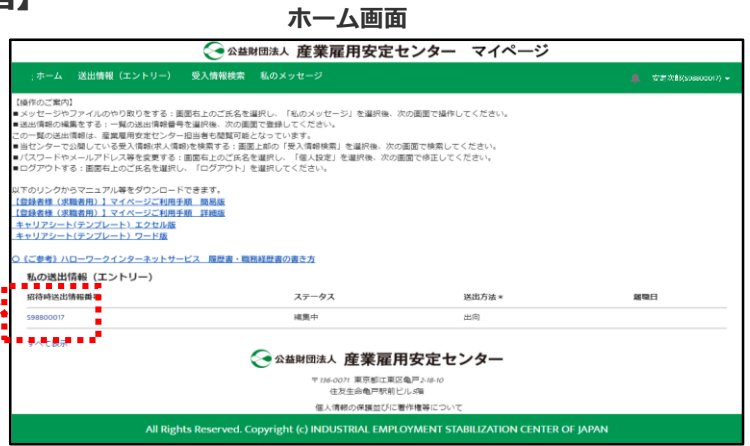 ホーム画面
公益財団法人 産業雇用安定センター マイページ
ホーム 送出情報（エントリー） 受入情報検索 私のメッセージ
【操作のご案内】
■メッセージやファイルのやり取りをする：画面右上のご氏名を選択し、「私のメッセージ」を選択後、次の画面で操作してください。
■送出情報の編集をする：一覧の送出情報番号を選択後、次の画面で登録してください。
この一覧の送出情報は、産業雇用安定センター担当者も閲覧可能となっています。
■当センターで公開している受入情報(求人情報)を検索する：画面上部の「受入情報検索」を選択後、次の画面で検索してください。
■パスワードやメールアドレス等を変更する：画面右上のご氏名を選択し、「個人設定」を選択後、次の画面で修正してください。
■ログアウトする：画面右上のご氏名を選択し、「ログアウト」を選択してください。
以下のリンクからマニュアル等をダウンロードできます。
【登録者様（求職者用）】マイページご利用手順 簡易版
【登録者様（求職者用）】マイページご利用手順 詳細版
キャリアシート(テンプレート) エクセル版
キャリアシート(テンプレート) ワード版
○《ご参考》ハローワークインターネットサービス 履歴書・職務経歴書の書き方
私の送出情報（エントリー）
招待時送出情報番号 ステータス 送出方法 * 離職日
S98800017 編集中 出向
すべて表示
公益財団法人 産業雇用安定センター
〒136-0071 東京都江東区亀戸2-18-10
住友生命亀戸駅前ビル5階
個人情報の保護並びに著作権等について
All Rights Reserved. Copyright (c) INDUSTRIAL EMPLOYMENT STABILIZATION CENTER OF JAPAN